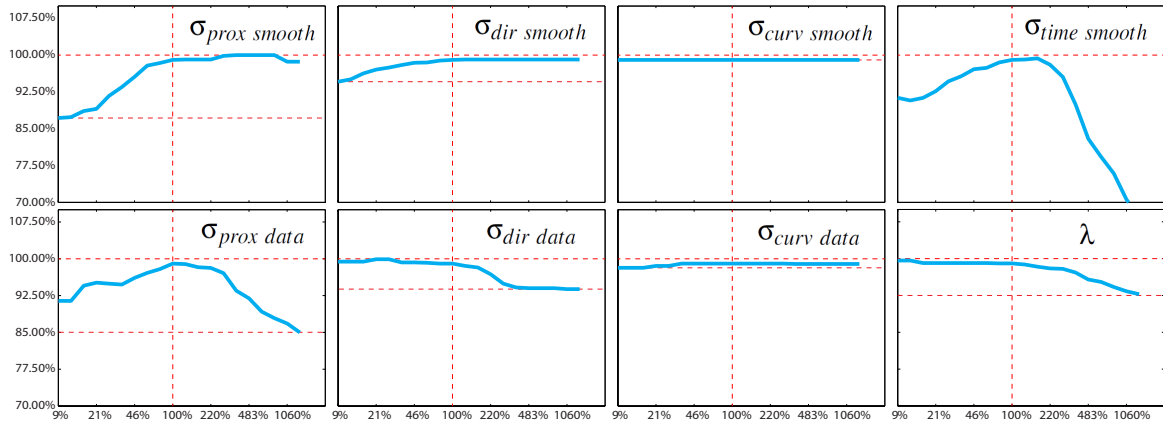 107.50%
100.00%
92.50%
85.00%
77.50%
70.00%
σprox smooth
σdir smooth
σcurv smooth
σtime smooth
107.50%
100.00%
92.50%
85.00%
77.50%
70.00%
σprox data
σdir data
σcurv data
λ
9% 21% 46% 100% 220% 483% 1060%
9% 21% 46% 100% 220% 483% 1060%
9% 21% 46% 100% 220% 483% 1060%
9% 21% 46% 100% 220% 483% 1060%